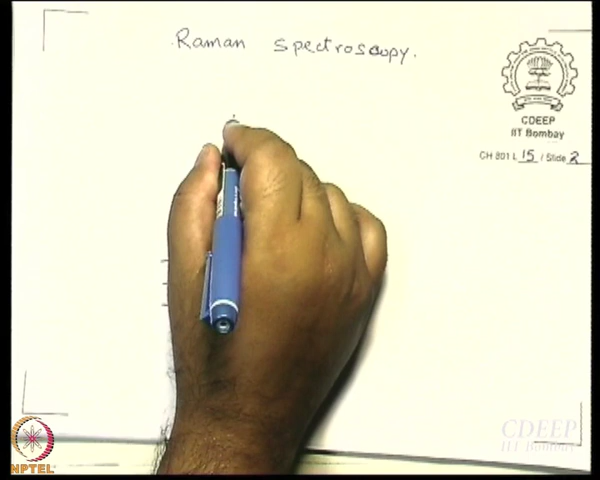 Raman spectroscopy.
CDEEP
IIT Bombay
CH 801 L 15 / Slide 2
CDEEP
IIT Bombay
NPTEL